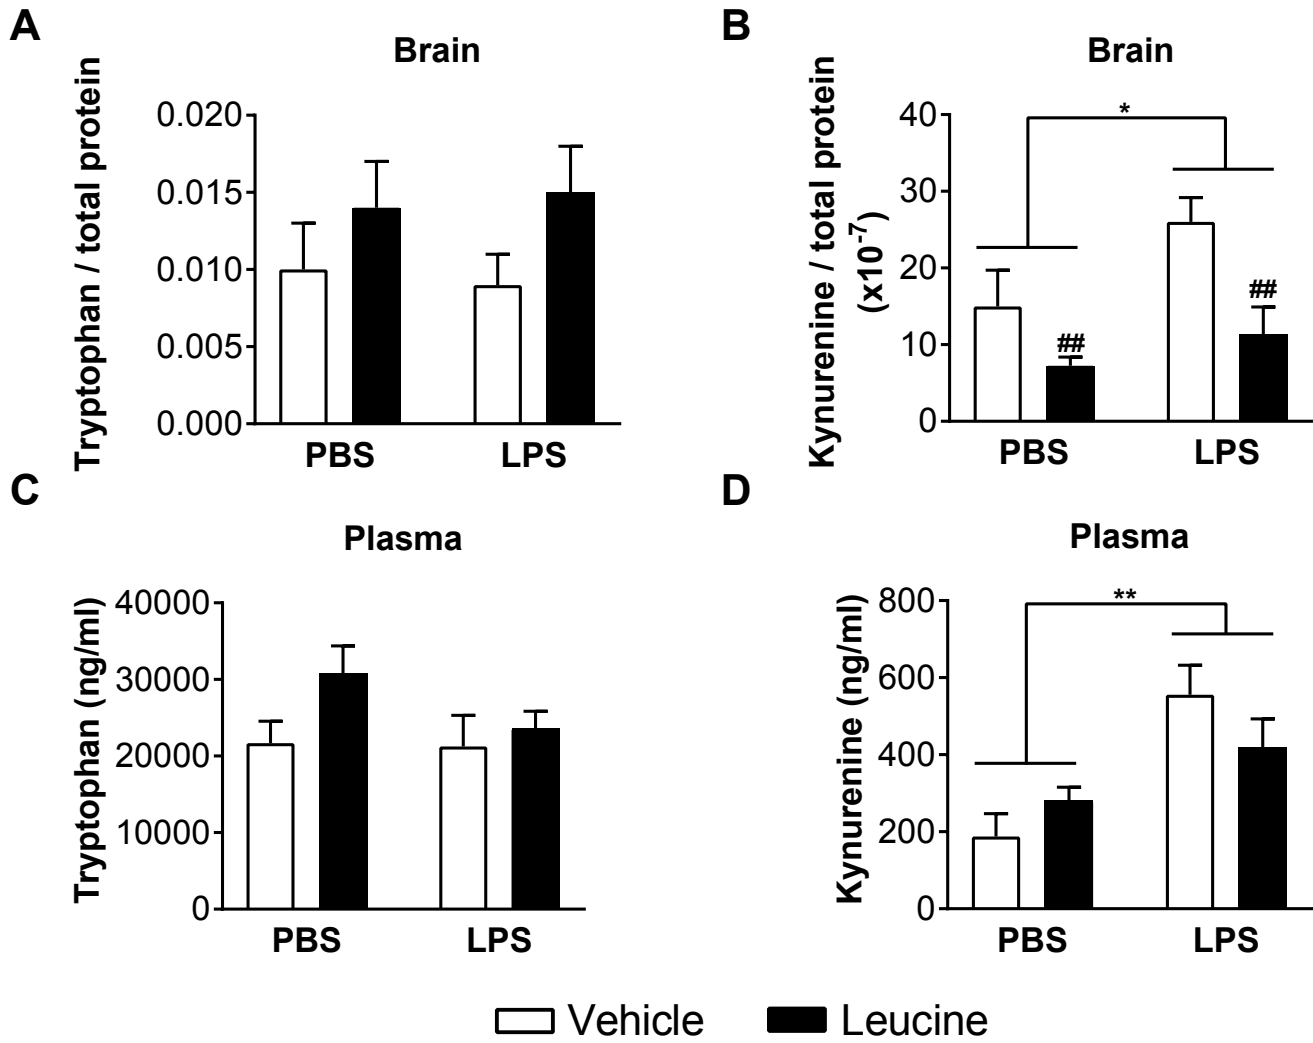 A
Brain
Tryptophan / total protein
0.020
0.015
0.010
0.005
0.000
PBS
LPS
B
Brain
Kynurenine / total protein
(x10-7)
40
30
20
10
0
*
##
##
PBS
LPS
C
Plasma
Tryptophan (ng/ml)
40000
30000
20000
10000
0
PBS
LPS
D
Plasma
Kynurenine (ng/ml)
800
600
400
200
0
**
PBS
LPS
Vehicle
Leucine